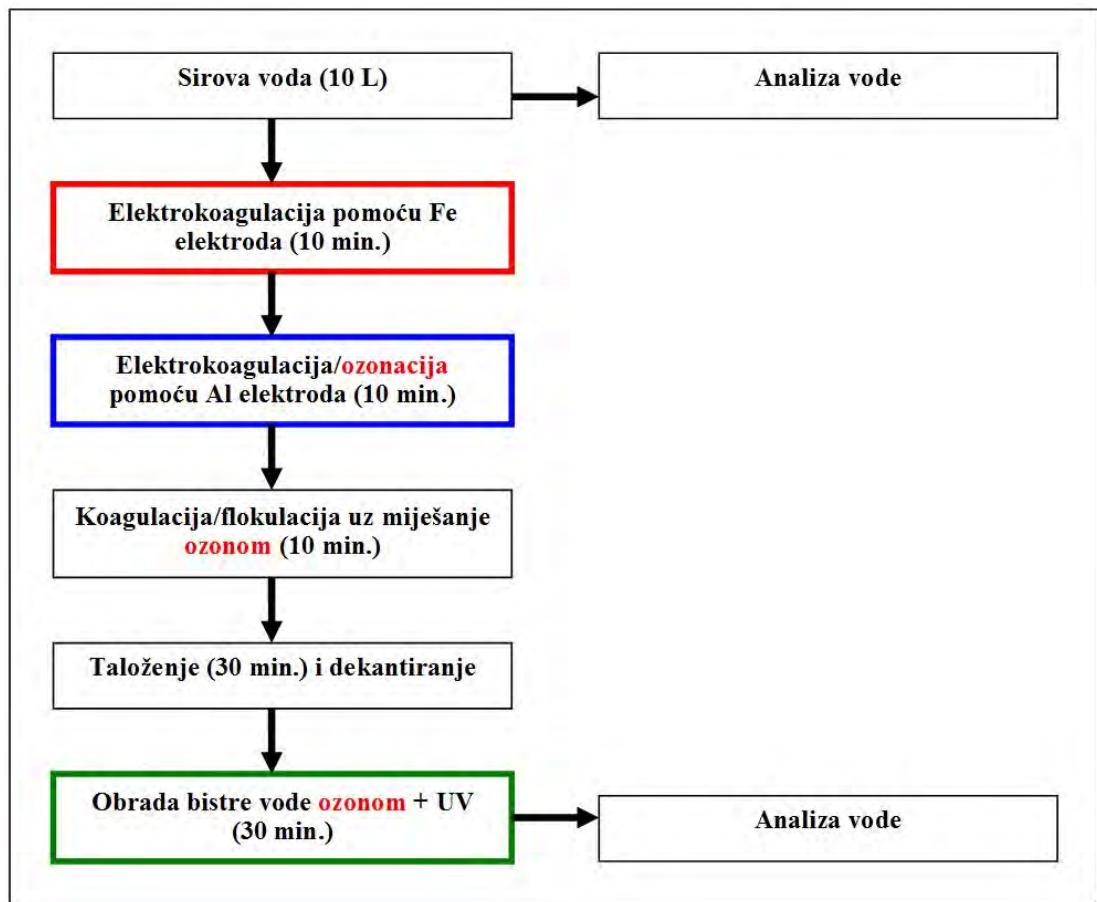 Sirova voda (10 L)
Analiza vode
Elektrokoagulacija pomoću Fe
elektroda (10 min.)
Elektrokoagulacija/ozonacija
pomoću Al elektroda (10 min.)
Koagulacija/flokulacija uz miješanje
ozonom (10 min.)
Taloženje (30 min.) i dekantiranje
Obrada bistre vode ozonom + UV
(30 min.)
Analiza vode